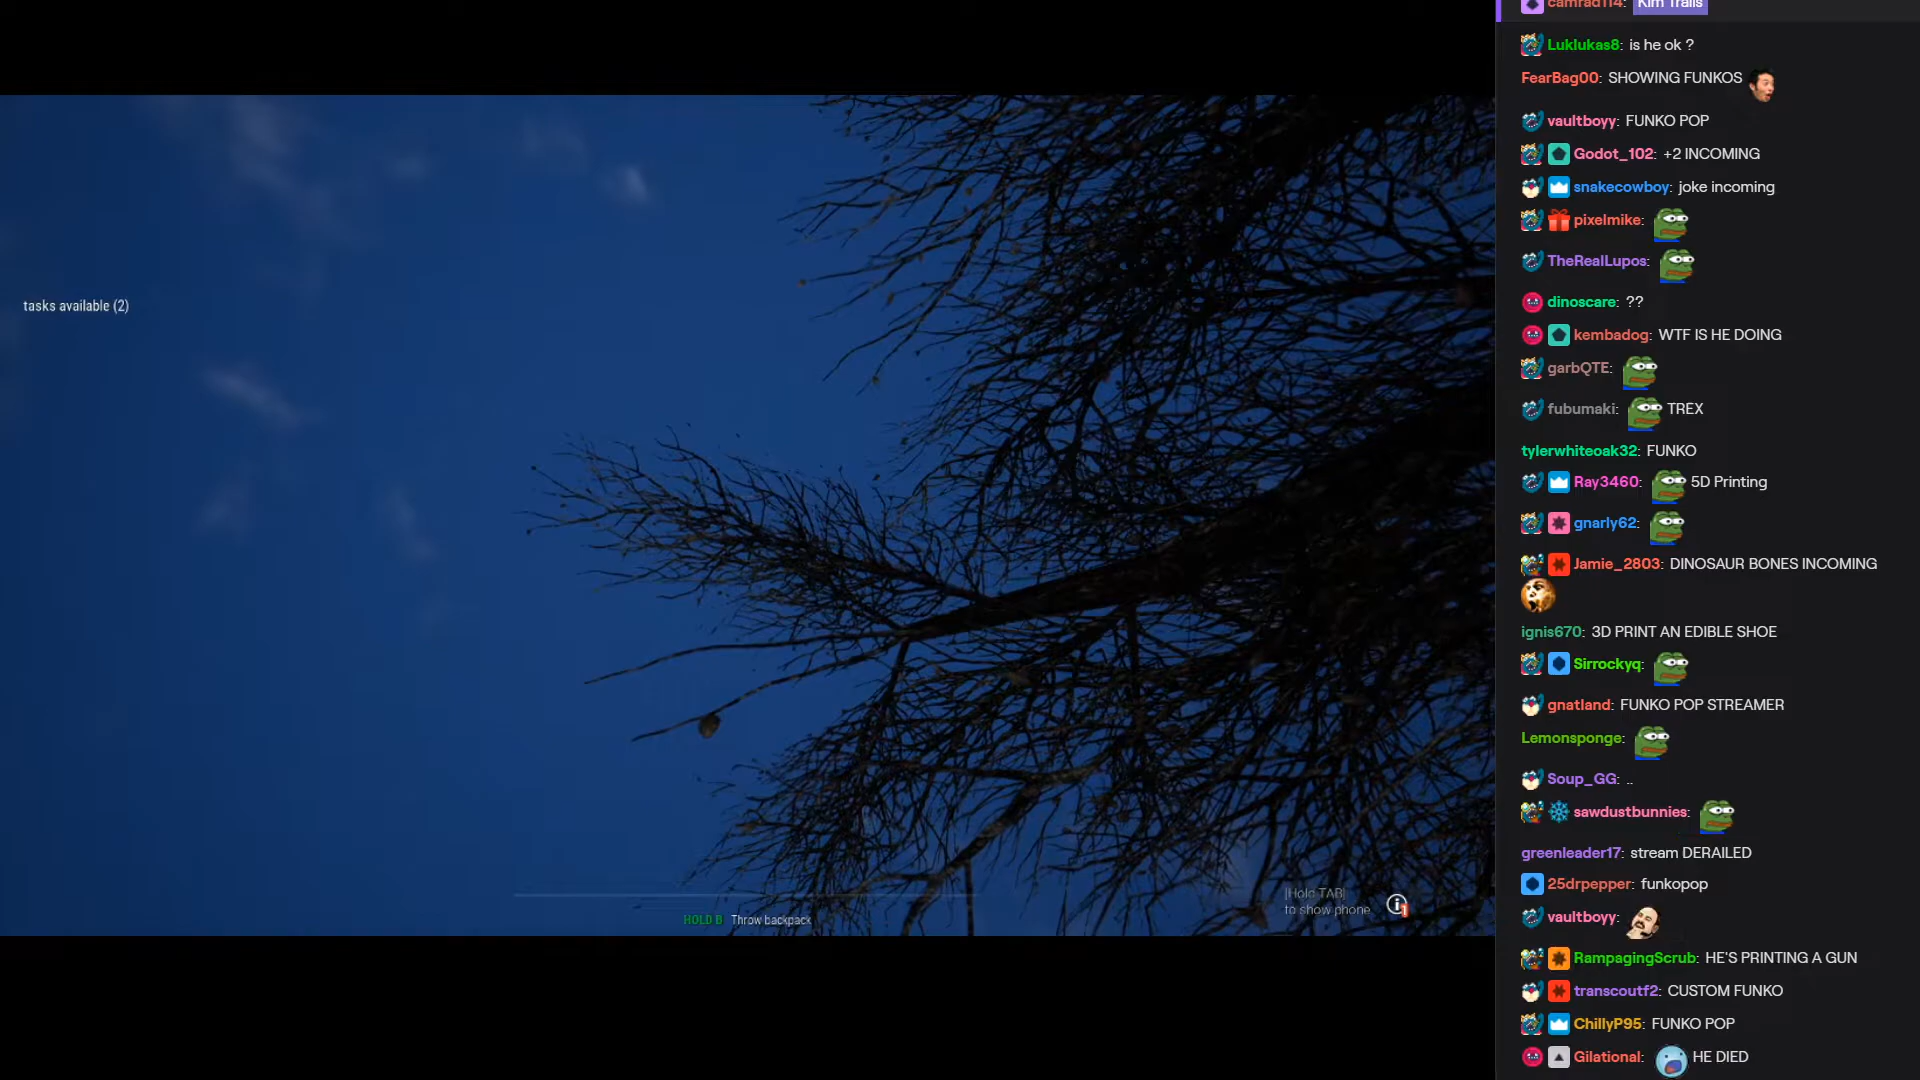 tasks available (2)
HOLD B Throw backpack
[Hold TAB]
to show phone
1
camrad114: Kim Trails
Luklukas8: is he ok ?
FearBag00: SHOWING FUNKOS
vaultboyy: FUNKO POP
Godot_102: +2 INCOMING
snakecowboy: joke incoming
pixelmike:
TheRealLupos:
dinoscare: ??
kembadog: WTF IS HE DOING
garbQTE:
fubumaki: TREX
tylerwhiteoak32: FUNKO
Ray3460: 5D Printing
gnarly62:
Jamie_2803: DINOSAUR BONES INCOMING
ignis670: 3D PRINT AN EDIBLE SHOE
Sirrockyq:
gnatland: FUNKO POP STREAMER
Lemonsponge:
Soup_GG: ..
sawdustbunnies:
greenleader17: stream DERAILED
25drpepper: funkopop
vaultboyy:
RampagingScrub: HE'S PRINTING A GUN
transcoutf2: CUSTOM FUNKO
ChillyP95: FUNKO POP
Gilational: HE DIED